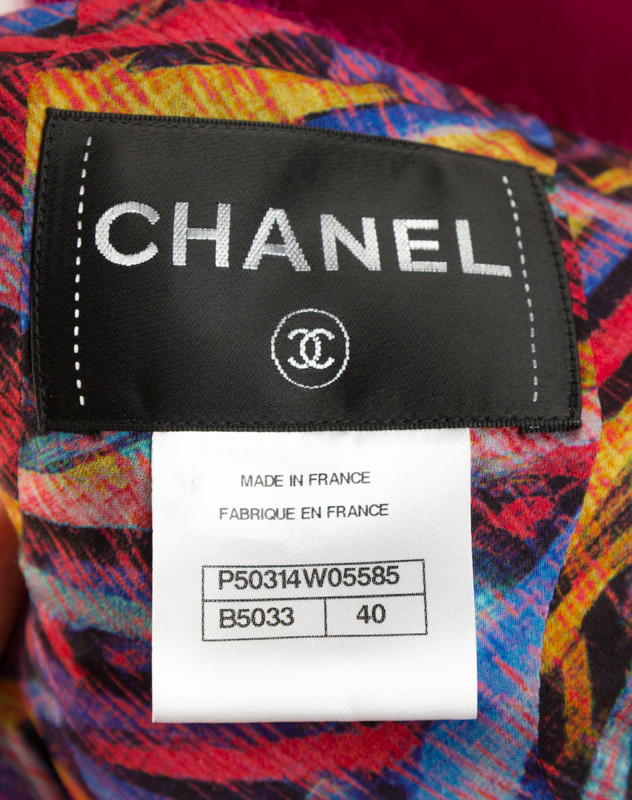 CHANEL
MADE IN FRANCE
FABRIQUE EN FRANCE
P50314W05585
B5033 40